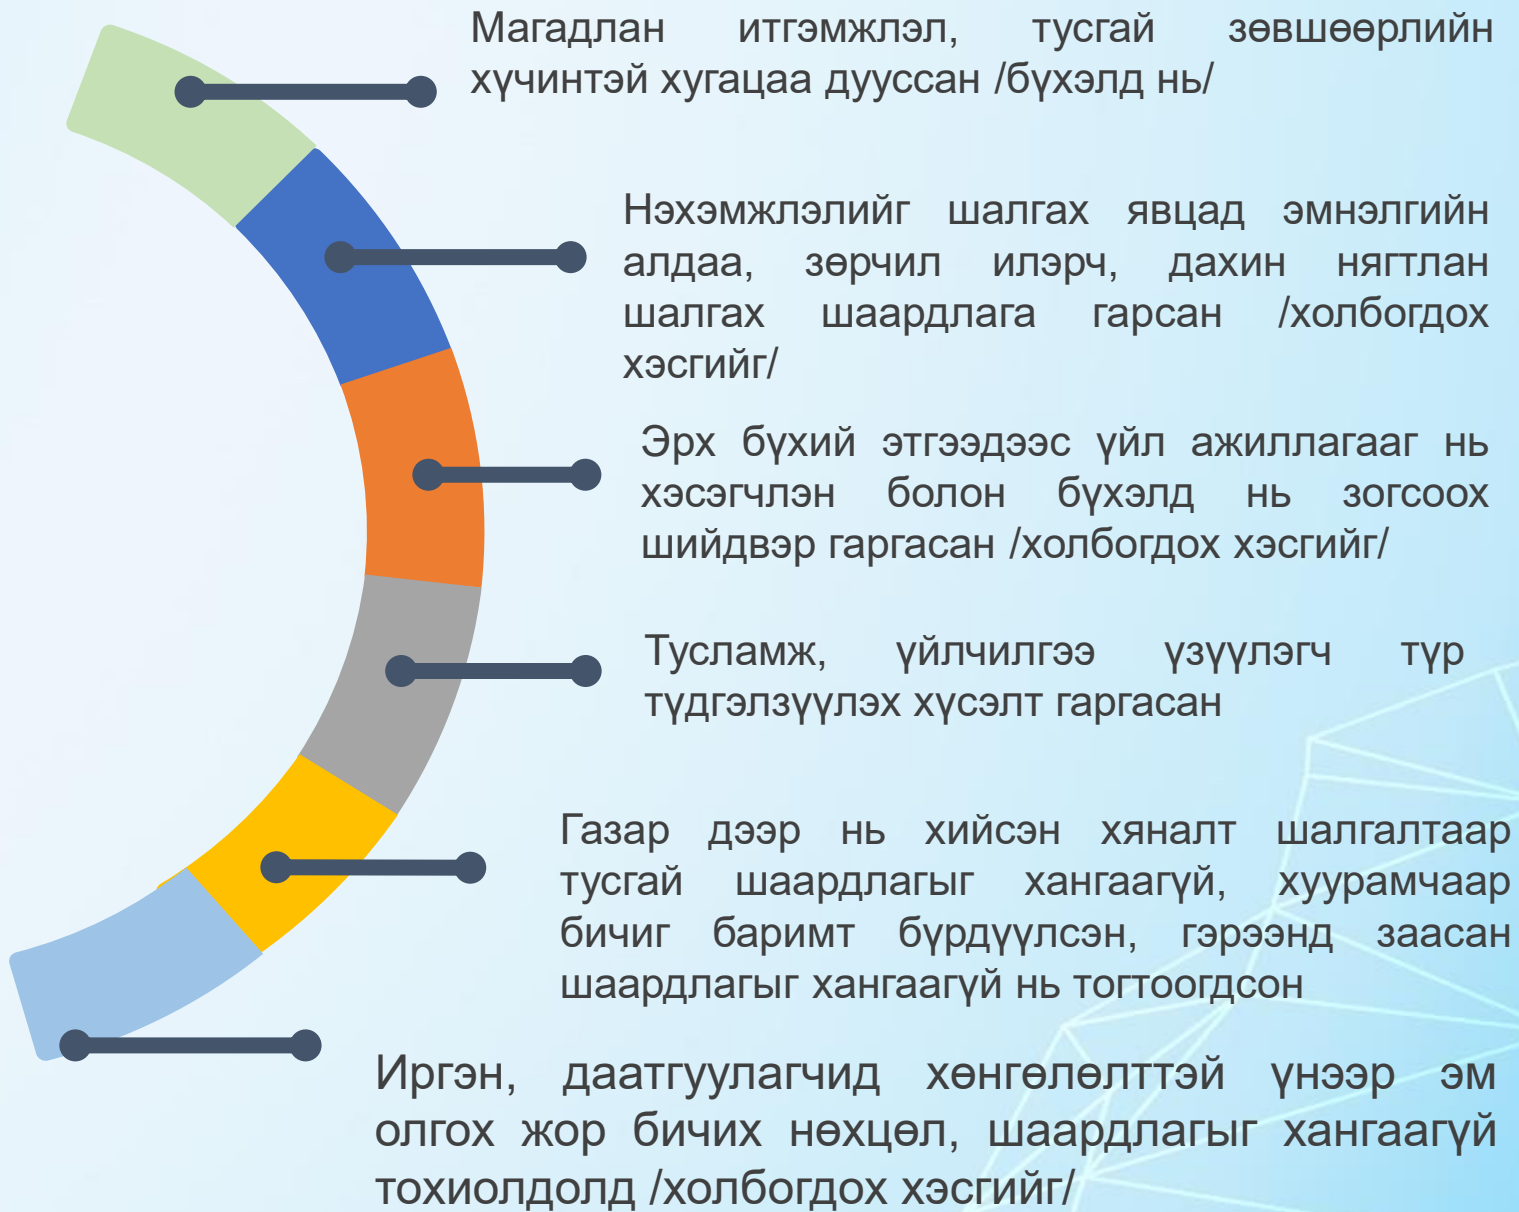 Магадлан итгэмжлэл, тусгай зөвшөөрлийн
хүчинтэй хугацаа дууссан /бүхэлд нь/
Нэхэмжлэлийг шалгах явцад эмнэлгийн
алдаа, зөрчил илэрч, дахин нягтлан
шалгах шаардлага гарсан /холбогдох
хэсгийг/
Эрх бүхий этгээдээс үйл ажиллагааг нь
хэсэгчлэн болон бүхэлд нь зогсоох
шийдвэр гаргасан /холбогдох хэсгийг/
Тусламж, үйлчилгээ үзүүлэгч түр
түдгэлзүүлэх хүсэлт гаргасан
Газар дээр нь хийсэн хяналт шалгалтаар
тусгай шаардлагыг хангаагүй, хуурамчаар
бичиг баримт бүрдүүлсэн, гэрээнд заасан
шаардлагыг хангаагүй нь тогтоогдсон
Иргэн, даатгуулагчид хөнгөлөлттэй үнээр эм
олгох жор бичих нөхцөл, шаардлагыг хангаагүй
тохиолдолд /холбогдох хэсгийг/